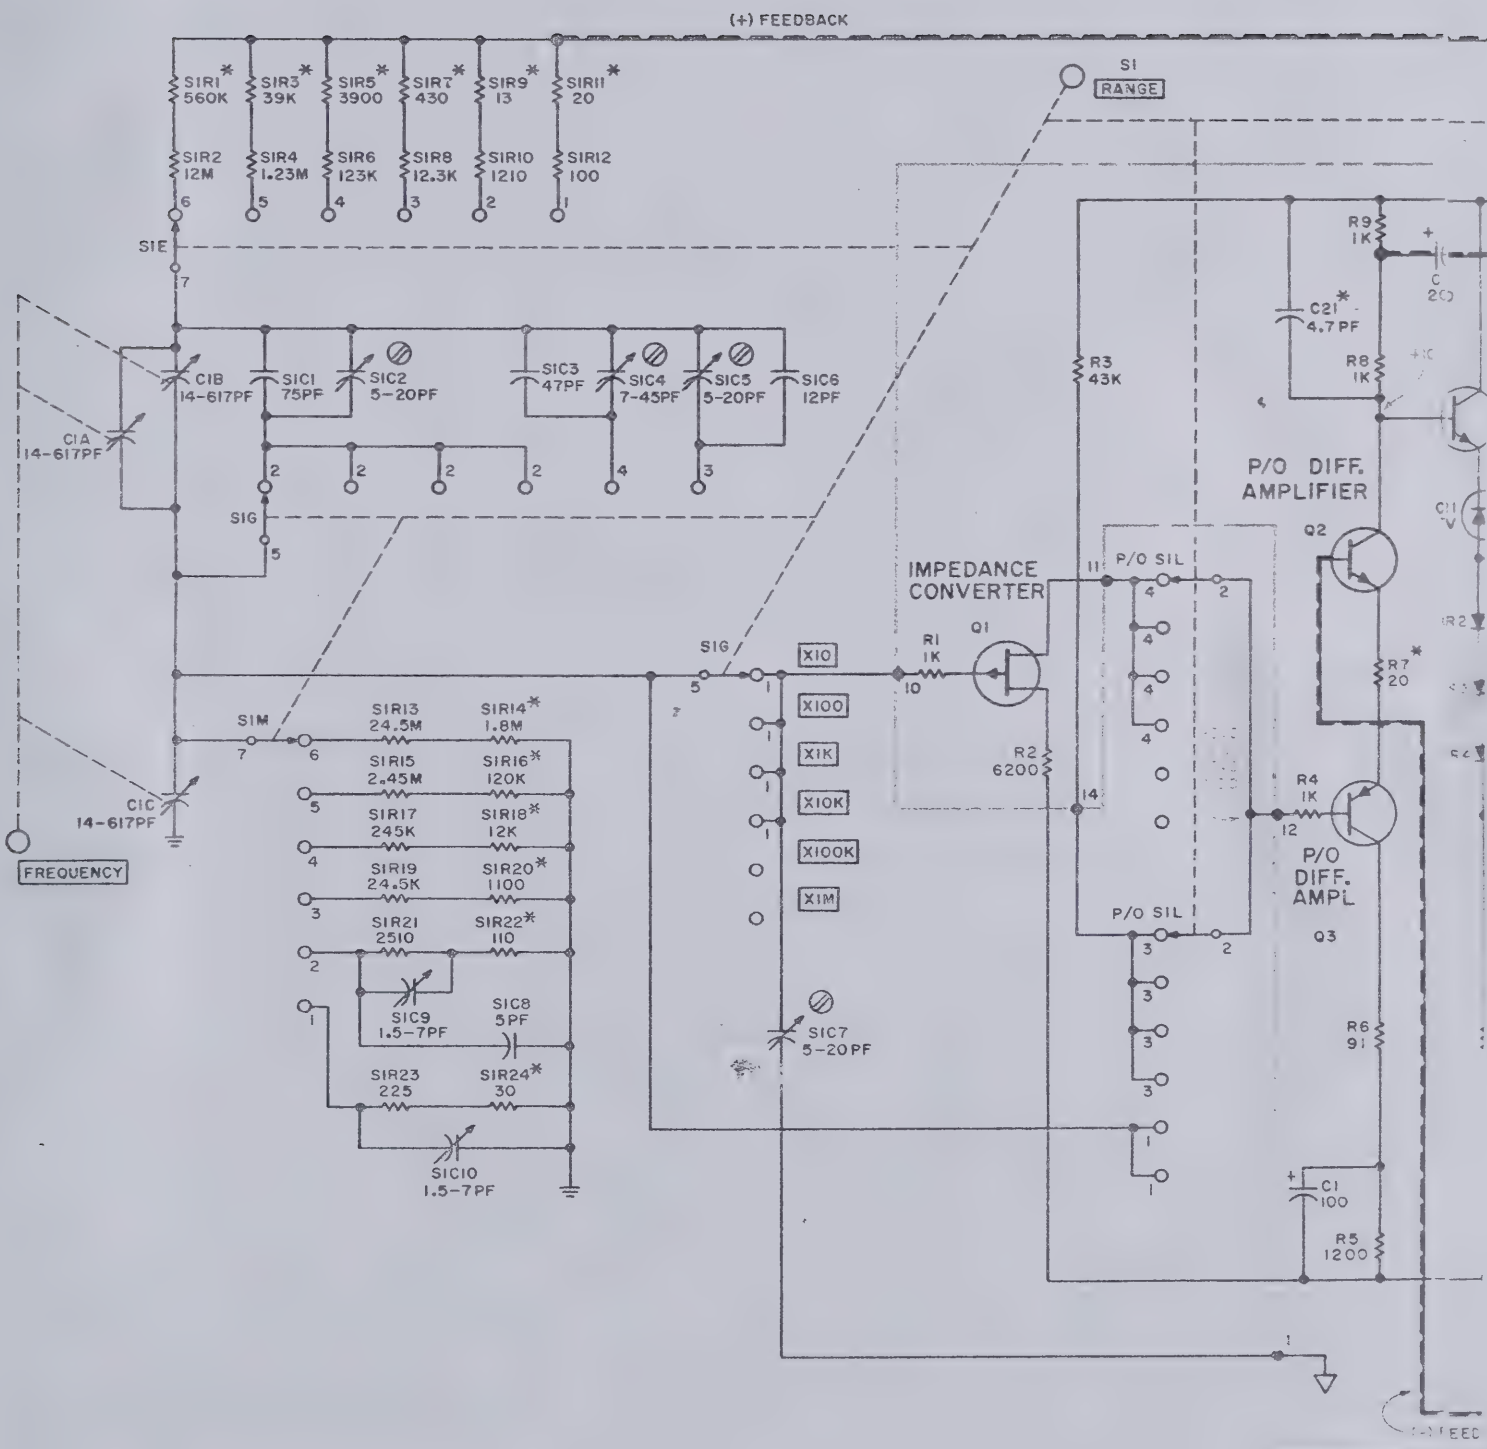 (+) FEEDBACK
S1
RANGE
S1R1*
560K
S1R3*
39K
S1R5*
3900
S1R7*
430
S1R9*
13
S1R11*
20
S1R2
12M
S1R4
1.23M
S1R6
123K
S1R8
12.3K
S1R10
1210
S1R12
100
6
5
4
3
2
1
S1E
7
R9
1K
+
C
20
C21*
4.7 PF
R8
1K
+1C
R3
43K
C1B
14-617PF
S1C1
75PF
S1C2
5-20PF
S1C3
47PF
S1C4
7-45PF
S1C5
5-20PF
S1C6
12PF
C1A
14-617PF
2
2
2
2
4
3
S1G
5
P/O DIFF.
AMPLIFIER
Q2
IMPEDANCE
CONVERTER
11
P/O S1L
4
2
4
4
4
Q1
R1
1K
10
S1G
5
1
X10
X100
1
X1K
1
X10K
1
X100K
X1M
R7*
20
R2
6200
14
R4
1K
12
P/O
DIFF.
AMPL
Q3
S1M
7
6
S1R13
24.5M
S1R14*
1.8M
S1R15
2.45M
S1R16*
120K
5
S1R17
245K
S1R18*
12K
4
S1R19
24.5K
S1R20*
1100
3
S1R21
2510
S1R22*
110
2
1
C1C
14-617PF
FREQUENCY
S1C9
1.5-7PF
S1C8
5PF
S1R23
225
S1R24*
30
S1C10
1.5-7PF
S1C7
5-20PF
P/O S1L
3
2
3
3
3
1
1
R6
91
+
C1
100
R5
1200
1